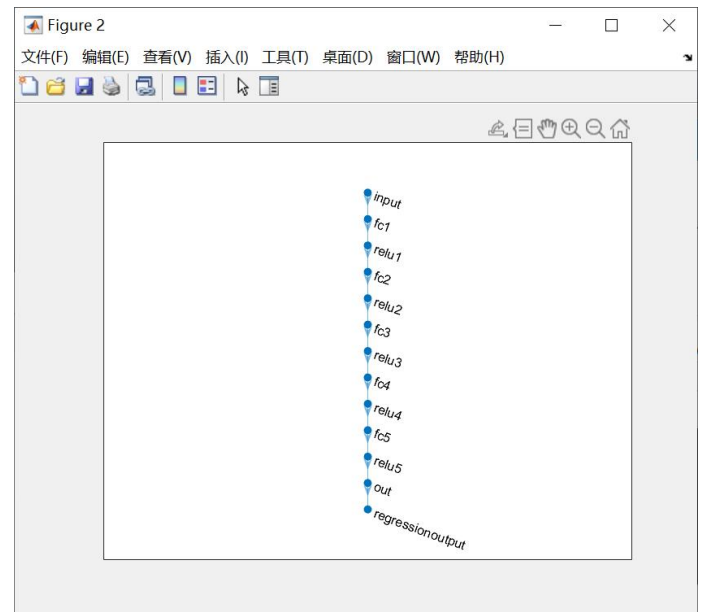 Figure 2
文件(F) 编辑(E) 查看(V) 插入(I) 工具(T) 桌面(D) 窗口(W) 帮助(H)
input
fc1
relu1
fc2
relu2
fc3
relu3
fc4
relu4
fc5
relu5
out
regressionoutput